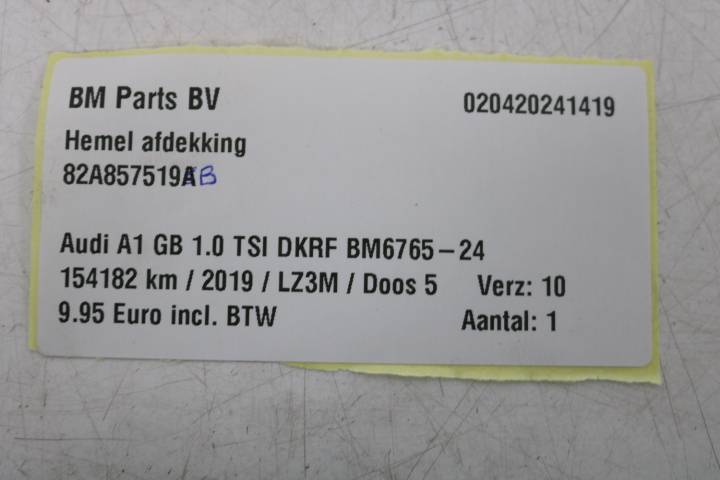 BM Parts BV 020420241419
Hemel afdekking
82A857519AB
Audi A1 GB 1.0 TSI DKRF BM6765-24
154182 km / 2019 / LZ3M / Doos 5 Verz: 10
9.95 Euro incl. BTW Aantal: 1